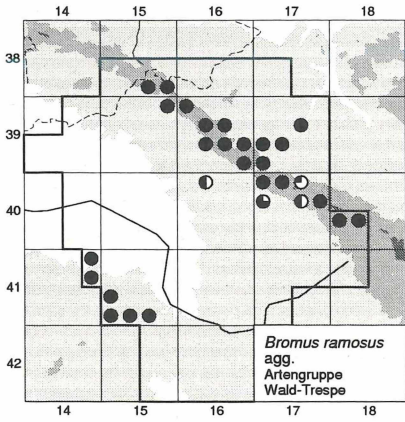 14 15 16 17 18
38
39
40
41
42
Bromus ramosus
agg.
Artengruppe
Wald-Trespe
14 15 16 17 18